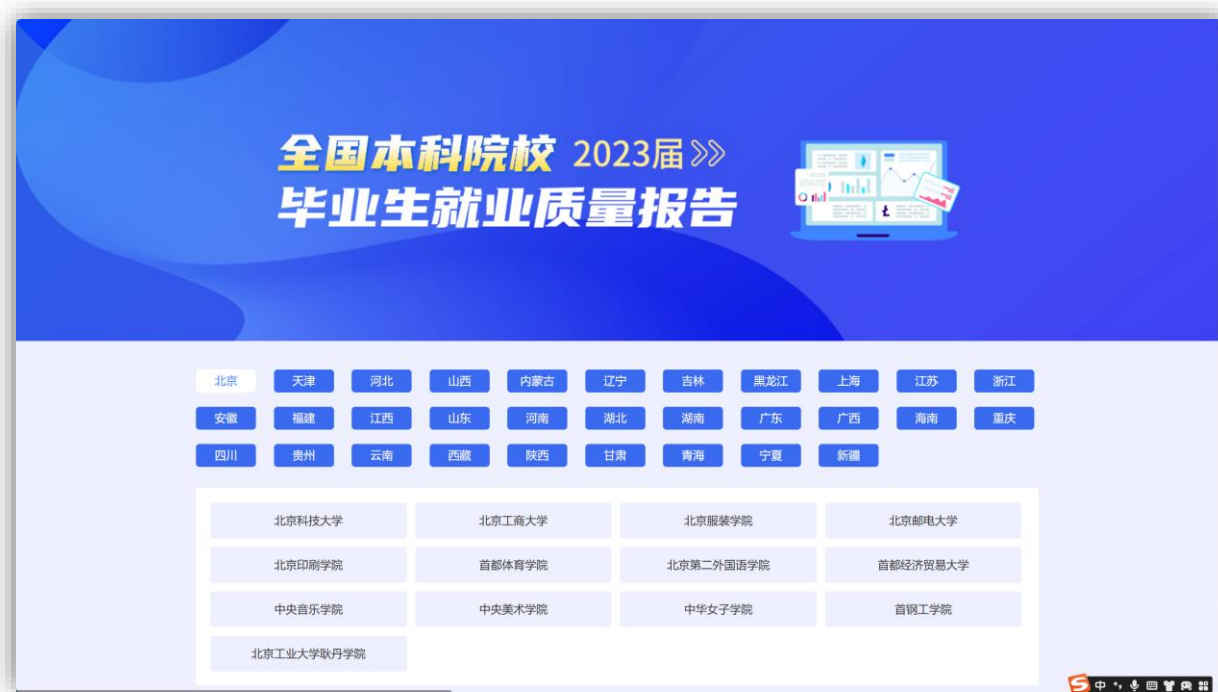 全国本科院校 2023届
毕业生就业质量报告
北京 天津 河北 山西 内蒙古 辽宁 吉林 黑龙江 上海 江苏 浙江
安徽 福建 江西 山东 河南 湖北 湖南 广东 广西 海南 重庆
四川 贵州 云南 西藏 陕西 甘肃 青海 宁夏 新疆
北京科技大学 北京工商大学 北京服装学院 北京邮电大学
北京印刷学院 首都体育学院 北京第二外国语学院 首都经济贸易大学
中央音乐学院 中央美术学院 中华女子学院 首钢工学院
北京工业大学耿丹学院
中